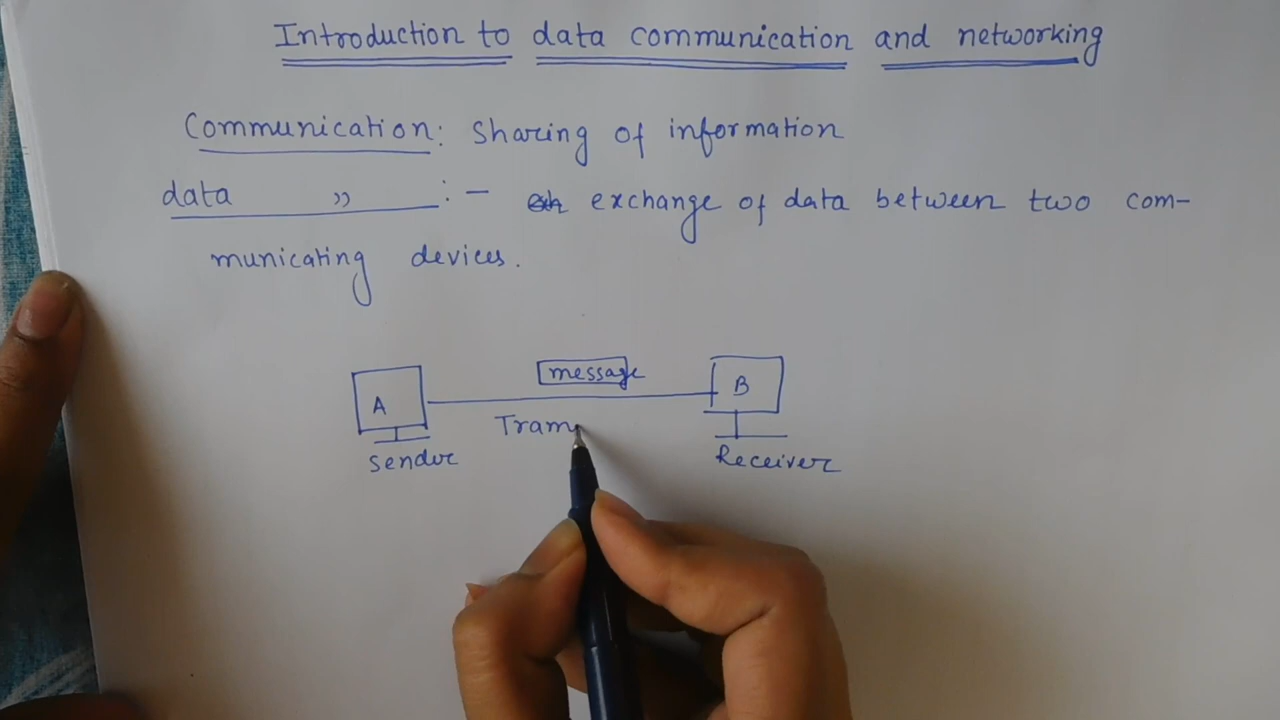 Introduction to data communication and networking
Communication: Sharing of information
data " :- exchange of data between two com-
municating devices.
message
A
B
Sender
Receiver